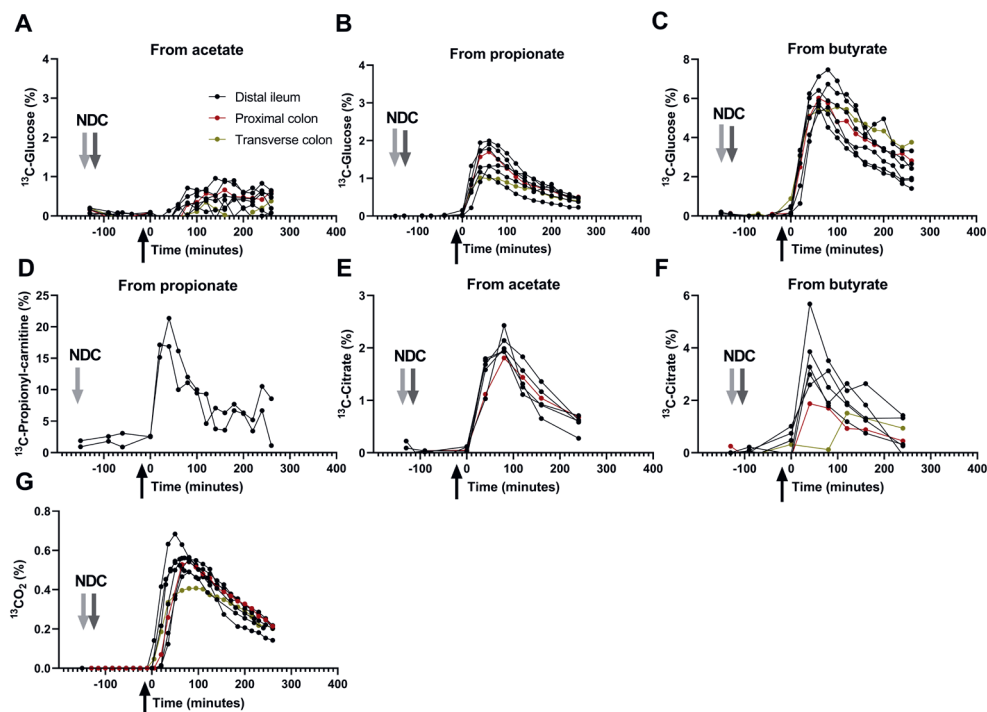 A
From acetate
4
3
2
1
0
¹³C-Glucose (%)
NDC
Distal ileum
Proximal colon
Transverse colon
-100 0 100 200 300 400
Time (minutes)
B
From propionate
4
3
2
1
0
¹³C-Glucose (%)
NDC
-100 0 100 200 300 400
Time (minutes)
C
From butyrate
8
6
4
2
0
¹³C-Glucose (%)
NDC
-100 0 100 200 300 400
Time (minutes)
D
From propionate
25
20
15
10
5
0
¹³C-Propionyl-carnitine (%)
NDC
-100 0 100 200 300 400
Time (minutes)
E
From acetate
3
2
1
0
¹³C-Citrate (%)
NDC
-100 0 100 200 300 400
Time (minutes)
F
From butyrate
6
4
2
0
¹³C-Citrate (%)
NDC
-100 0 100 200 300 400
Time (minutes)
G
0.8
0.6
0.4
0.2
0.0
¹³CO₂ (%)
NDC
-100 0 100 200 300 400
Time (minutes)